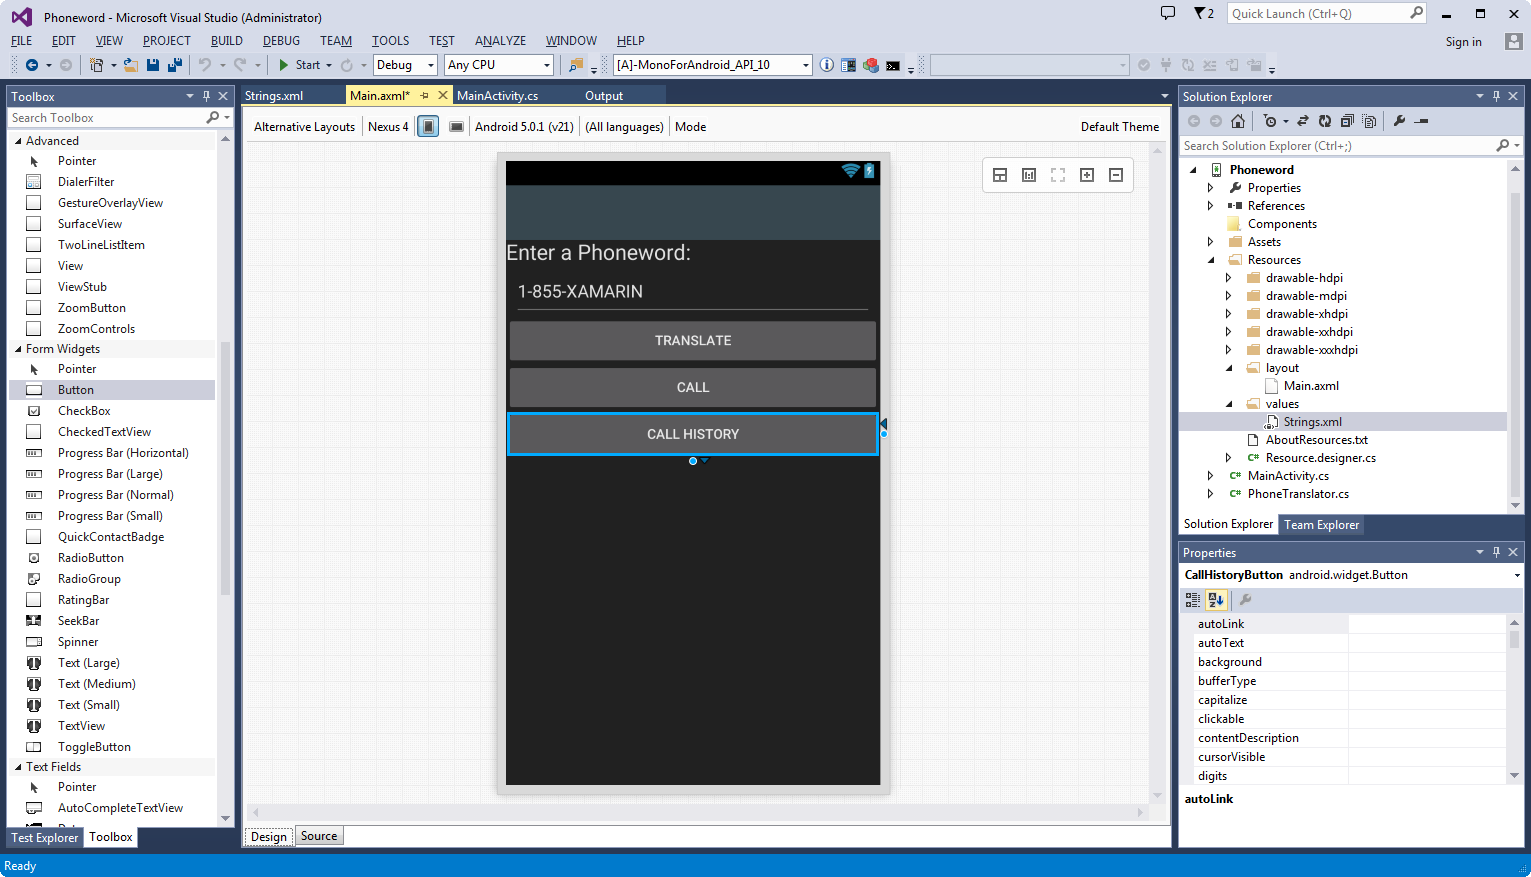 Phoneword - Microsoft Visual Studio (Administrator)
2
Quick Launch (Ctrl+Q)
FILE EDIT VIEW PROJECT BUILD DEBUG TEAM TOOLS TEST ANALYZE WINDOW HELP
Sign in
Start Debug Any CPU [A]-MonoForAndroid_API_10
Toolbox
Search Toolbox
Advanced
Pointer
DialerFilter
GestureOverlayView
SurfaceView
TwoLineListItem
View
ViewStub
ZoomButton
ZoomControls
Form Widgets
Pointer
Button
CheckBox
CheckedTextView
Progress Bar (Horizontal)
Progress Bar (Large)
Progress Bar (Normal)
Progress Bar (Small)
QuickContactBadge
RadioButton
RadioGroup
RatingBar
SeekBar
Spinner
Text (Large)
Text (Medium)
Text (Small)
TextView
ToggleButton
Text Fields
Pointer
AutoCompleteTextView
Test Explorer Toolbox
Strings.xml Main.axml* MainActivity.cs Output
Alternative Layouts Nexus 4 Android 5.0.1 (v21) (All languages) Mode Default Theme
Enter a Phoneword:
1-855-XAMARIN
TRANSLATE
CALL
CALL HISTORY
Design Source
Solution Explorer
Search Solution Explorer (Ctrl+;)
Phoneword
Properties
References
Components
Assets
Resources
drawable-hdpi
drawable-mdpi
drawable-xhdpi
drawable-xxhdpi
drawable-xxxhdpi
layout
Main.axml
values
Strings.xml
AboutResources.txt
C# Resource.designer.cs
C# MainActivity.cs
C# PhoneTranslator.cs
Solution Explorer Team Explorer
Properties
CallHistoryButton android.widget.Button
autoLink
autoText
background
bufferType
capitalize
clickable
contentDescription
cursorVisible
digits
autoLink
Ready